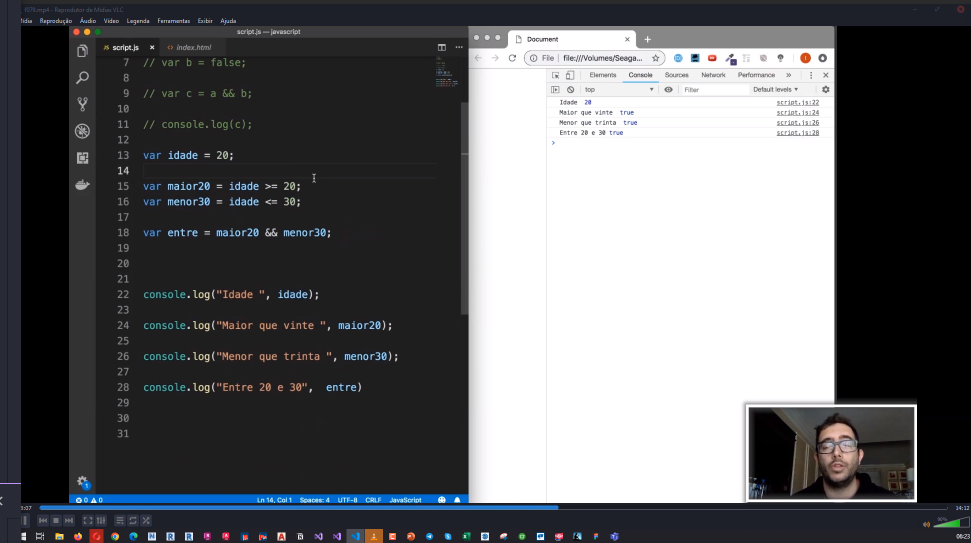 1075.mp4 - Reprodutor de Mídias VLC
Mídia Reprodução Áudio Vídeo Legenda Ferramentas Exibir Ajuda
script.js — javascript
script.js × <> index.html
7 // var b = false;
8
9 // var c = a && b;
10
11 // console.log(c);
12
13 var idade = 20;
14
15 var maior20 = idade >= 20;
16 var menor30 = idade <= 30;
17
18 var entre = maior20 && menor30;
19
20
21
22 console.log("Idade ", idade);
23
24 console.log("Maior que vinte ", maior20);
25
26 console.log("Menor que trinta ", menor30);
27
28 console.log("Entre 20 e 30", entre)
29
30
31
0 0 Ln 14, Col 1 Spaces: 4 UTF-8 CRLF JavaScript
Document
File | file:///Volumes/Seaga...
Elements Console Sources Network Performance »
top Filter Default levels
Idade 20 script.js:22
Maior que vinte true script.js:24
Menor que trinta true script.js:26
Entre 20 e 30 true script.js:28
14:12
06:23